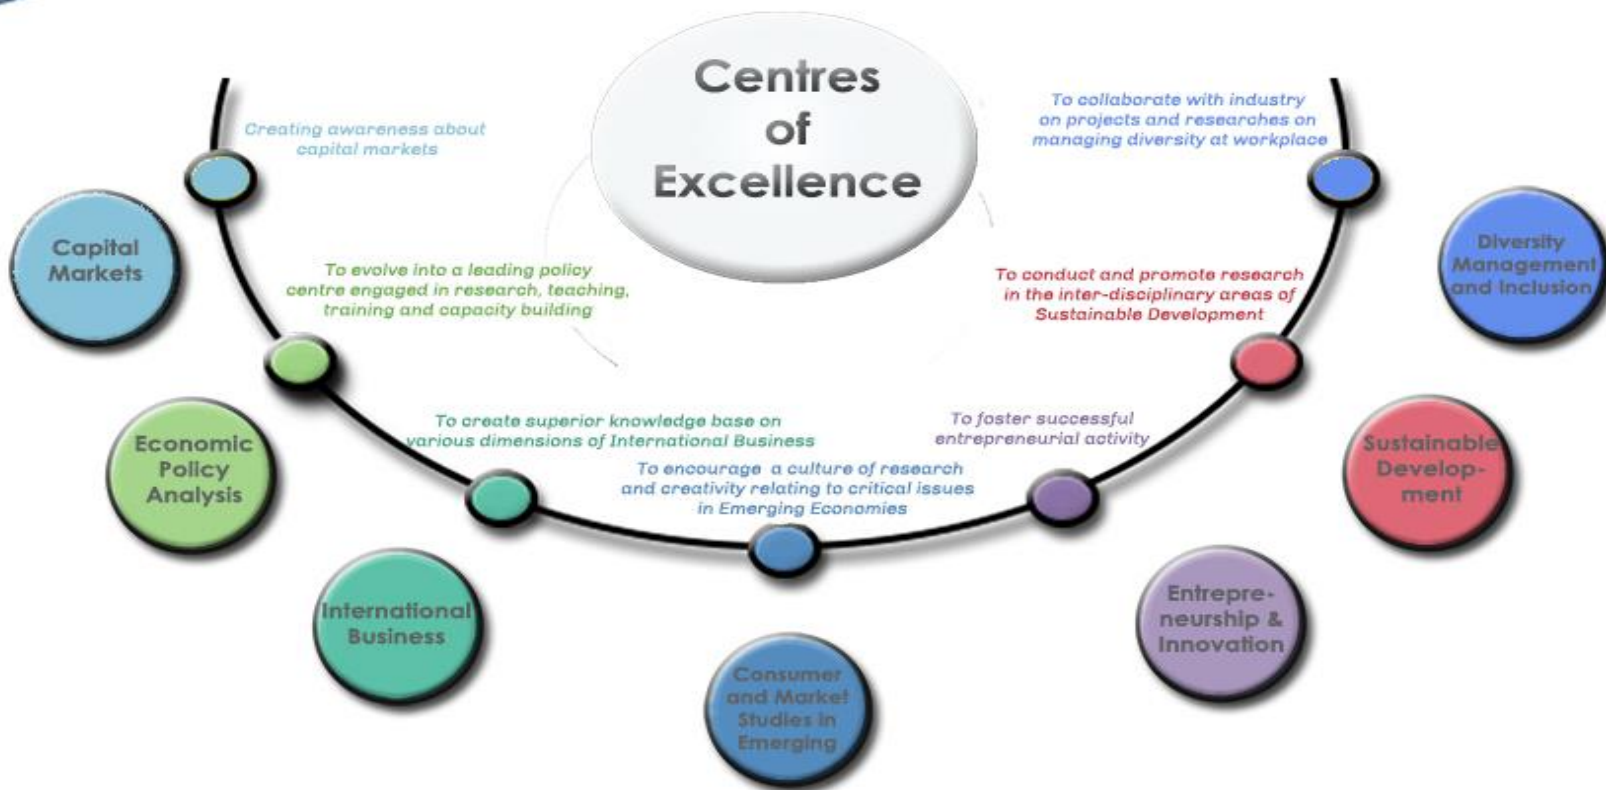 Centres
of
Excellence
Creating awareness about
capital markets
To collaborate with industry
on projects and researches on
managing diversity at workplace
Capital
Markets
Diversity
Management
and Inclusion
To evolve into a leading policy
centre engaged in research, teaching,
training and capacity building
To conduct and promote research
in the inter-disciplinary areas of
Sustainable Development
Economic
Policy
Analysis
To create superior knowledge base on
various dimensions of International Business
To foster successful
entrepreneurial activity
Sustainable
Develop-
ment
To encourage a culture of research
and creativity relating to critical issues
in Emerging Economies
International
Business
Entrepre-
neurship &
Innovation
Consumer
and Market
Studies in
Emerging